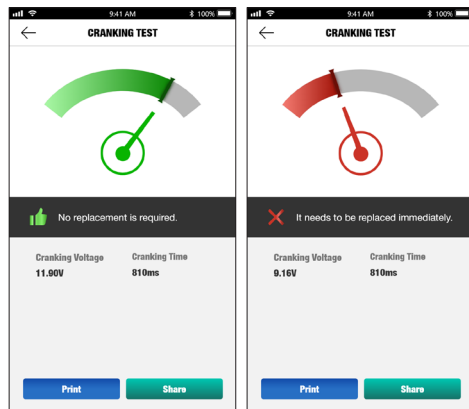 9:41 AM
100%
CRANKING TEST
No replacement is required.
Cranking Voltage
11.90V
Cranking Time
810ms
Print
Share
9:41 AM
100%
CRANKING TEST
It needs to be replaced immediately.
Cranking Voltage
9.16V
Cranking Time
810ms
Print
Share